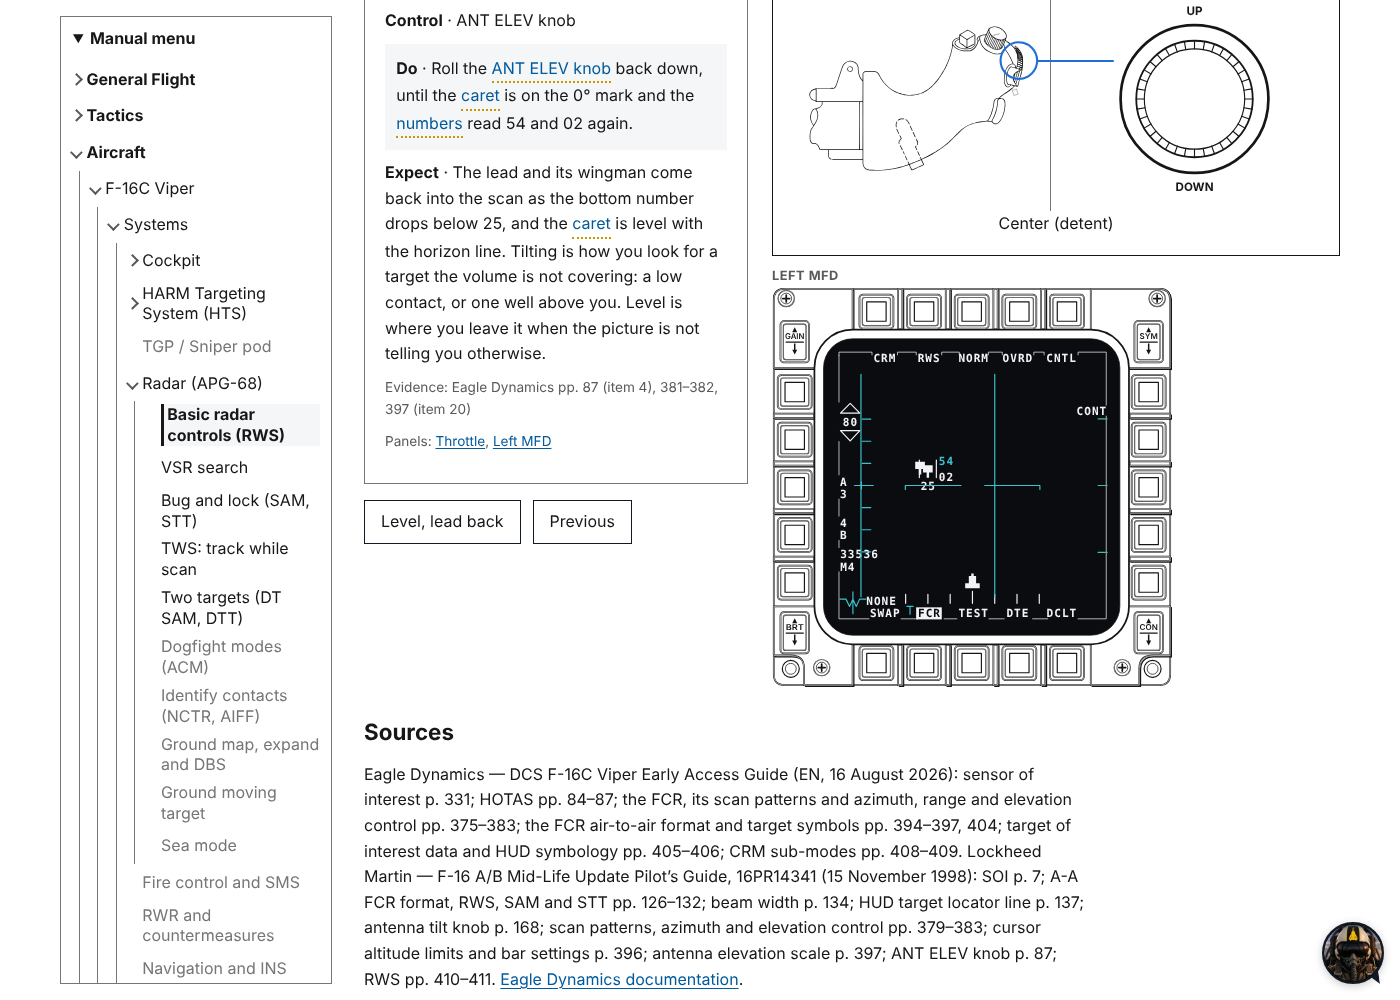 Manual menu
General Flight
Tactics
Aircraft
F-16C Viper
Systems
Cockpit
HARM Targeting
System (HTS)
TGP / Sniper pod
Radar (APG-68)
Basic radar
controls (RWS)
VSR search
Bug and lock (SAM,
STT)
TWS: track while
scan
Two targets (DT
SAM, DTT)
Dogfight modes
(ACM)
Identify contacts
(NCTR, AIFF)
Ground map, expand
and DBS
Ground moving
target
Sea mode
Fire control and SMS
RWR and
countermeasures
Navigation and INS
Control · ANT ELEV knob
Do · Roll the ANT ELEV knob back down,
until the caret is on the 0° mark and the
numbers read 54 and 02 again.
Expect · The lead and its wingman come
back into the scan as the bottom number
drops below 25, and the caret is level with
the horizon line. Tilting is how you look for a
target the volume is not covering: a low
contact, or one well above you. Level is
where you leave it when the picture is not
telling you otherwise.
Evidence: Eagle Dynamics pp. 87 (item 4), 381–382,
397 (item 20)
Panels: Throttle, Left MFD
Level, lead back
Previous
UP
DOWN
Center (detent)
LEFT MFD
GAIN
SYM
CRM RWS NORM OVRD CNTL
CONT
80
54
02
25
A
3
4
B
33536
M4
NONE
SWAP T FCR TEST DTE DCLT
BRT
CON
Sources
Eagle Dynamics — DCS F-16C Viper Early Access Guide (EN, 16 August 2026): sensor of
interest p. 331; HOTAS pp. 84–87; the FCR, its scan patterns and azimuth, range and elevation
control pp. 375–383; the FCR air-to-air format and target symbols pp. 394–397, 404; target of
interest data and HUD symbology pp. 405–406; CRM sub-modes pp. 408–409. Lockheed
Martin — F-16 A/B Mid-Life Update Pilot’s Guide, 16PR14341 (15 November 1998): SOI p. 7; A-A
FCR format, RWS, SAM and STT pp. 126–132; beam width p. 134; HUD target locator line p. 137;
antenna tilt knob p. 168; scan patterns, azimuth and elevation control pp. 379–383; cursor
altitude limits and bar settings p. 396; antenna elevation scale p. 397; ANT ELEV knob p. 87;
RWS pp. 410–411. Eagle Dynamics documentation.